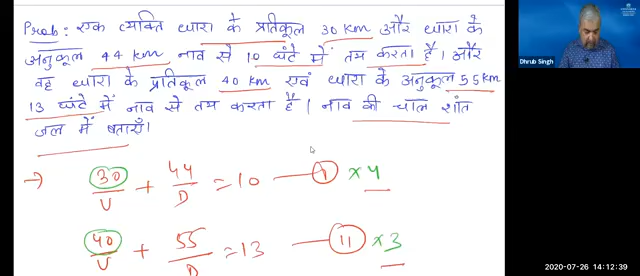 Prob: एक व्यक्ति धारा के प्रतिकूल 30 km और धारा के
अनुकूल 44 km नाव से 10 घंटे में तय करता है। और
वह धारा के प्रतिकूल 40 km एवं धारा के अनुकूल 55 km
13 घंटे में नाव से तय करता है। नाव की चाल शांत
जल में बताएँ।
→ 30/U + 44/D = 10 — I ×4
40/U + 55/D = 13 — II ×3
Dhrub Singh
2020-07-26 14:12:39